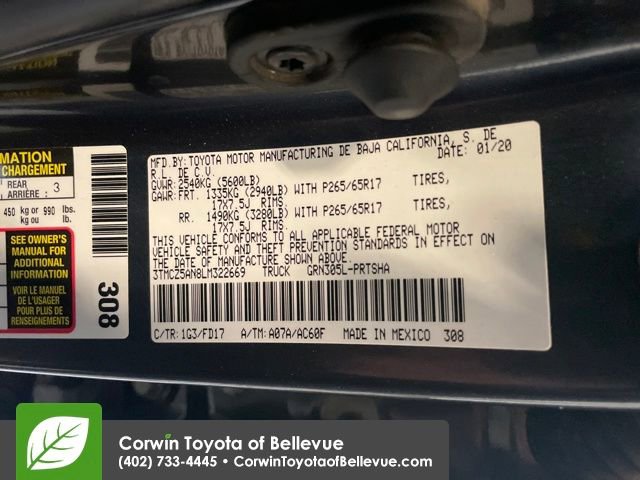 MATION
CHARGEMENT
REAR
ARRIÈRE 3
450 kg or 990 lbs.
kg ou lb.
SEE OWNER'S
MANUAL FOR
ADDITIONAL
INFORMATION
VOIR LE MANUEL
DE L'USAGER
POUR PLUS DE
RENSEIGNEMENTS
308
MFD.BY: TOYOTA MOTOR MANUFACTURING DE BAJA CALIFORNIA, S. DE
R.L. DE C.V. DATE: 01/20
GVWR: 2540KG (5600LB)
GAWR: FRT. 1335KG (2940LB) WITH P265/65R17 TIRES,
17X7.5J RIMS
RR. 1490KG (3280LB) WITH P265/65R17 TIRES,
17X7.5J RIMS
THIS VEHICLE CONFORMS TO ALL APPLICABLE FEDERAL MOTOR
VEHICLE SAFETY AND THEFT PREVENTION STANDARDS IN EFFECT ON
THE DATE OF MANUFACTURE SHOWN ABOVE.
3TMCZ5AN8LM322669 TRUCK GRN305L-PRTSHA
C/TR: 1G3/FD17 A/TM: A07A/AC60F MADE IN MEXICO 308
Corwin Toyota of Bellevue
(402) 733-4445 • CorwinToyotaofBellevue.com